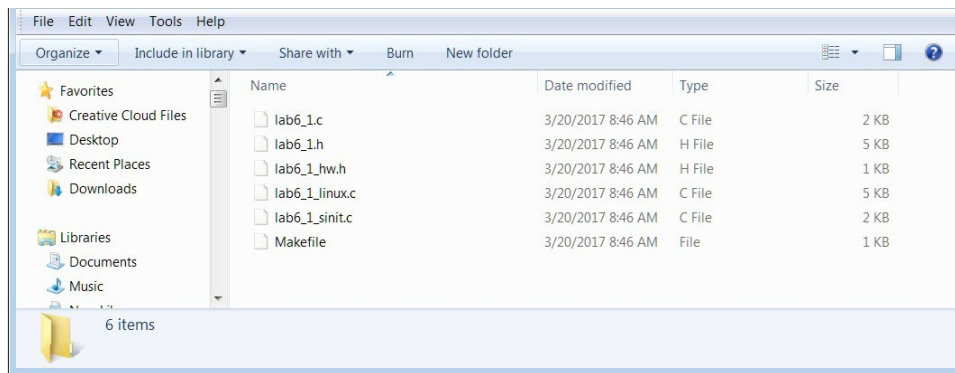 File Edit View Tools Help
Organize Include in library Share with Burn New folder
Favorites
Creative Cloud Files
Desktop
Recent Places
Downloads
Libraries
Documents
Music
Name Date modified Type Size
lab6_1.c 3/20/2017 8:46 AM C File 2 KB
lab6_1.h 3/20/2017 8:46 AM H File 5 KB
lab6_1_hw.h 3/20/2017 8:46 AM H File 1 KB
lab6_1_linux.c 3/20/2017 8:46 AM C File 5 KB
lab6_1_sinit.c 3/20/2017 8:46 AM C File 2 KB
Makefile 3/20/2017 8:46 AM File 1 KB
6 items